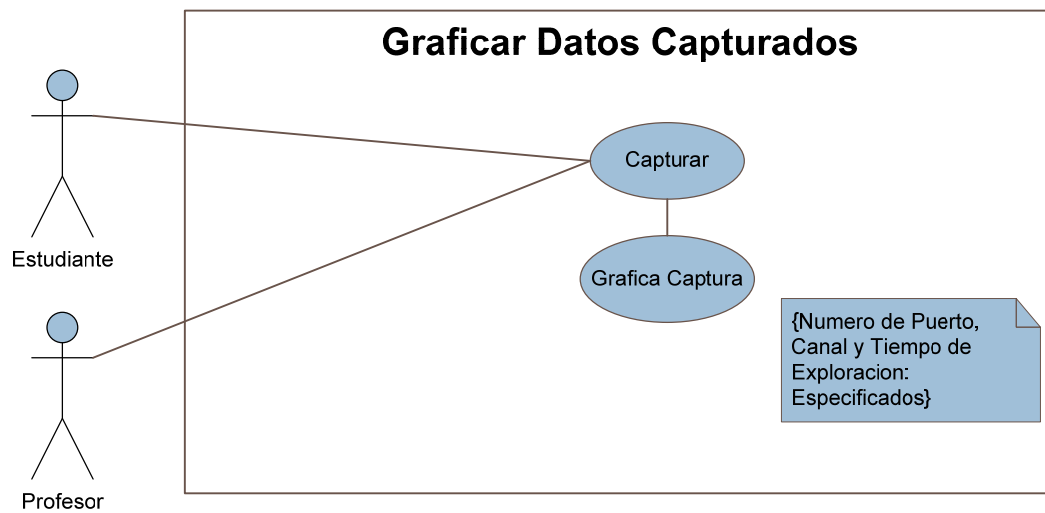 Graficar Datos Capturados
Capturar
Estudiante
Grafica Captura
{Numero de Puerto,
Canal y Tiempo de
Exploracion:
Especificados}
Profesor